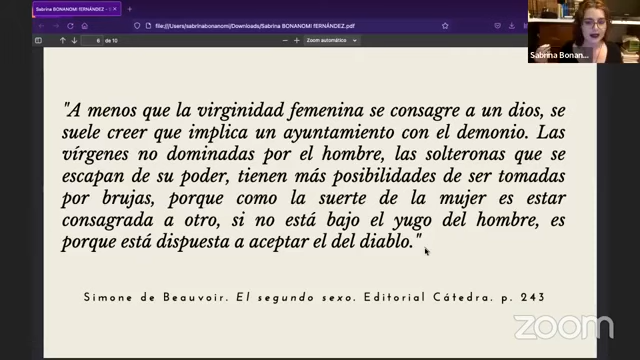 Sabrina BONANOMI FERNÁNDEZ -
file:///Users/sabrinabonanomi/Downloads/Sabrina BONANOMI FERNÁNDEZ.pdf
6 de 10
Zoom automático
Sabrina Bonan...
"A menos que la virginidad femenina se consagre a un dios, se
suele creer que implica un ayuntamiento con el demonio. Las
vírgenes no dominadas por el hombre, las solteronas que se
escapan de su poder, tienen más posibilidades de ser tomadas
por brujas, porque como la suerte de la mujer es estar
consagrada a otro, si no está bajo el yugo del hombre, es
porque está dispuesta a aceptar el del diablo."
Simone de Beauvoir. El segundo sexo. Editorial Cátedra. p. 243
zoom